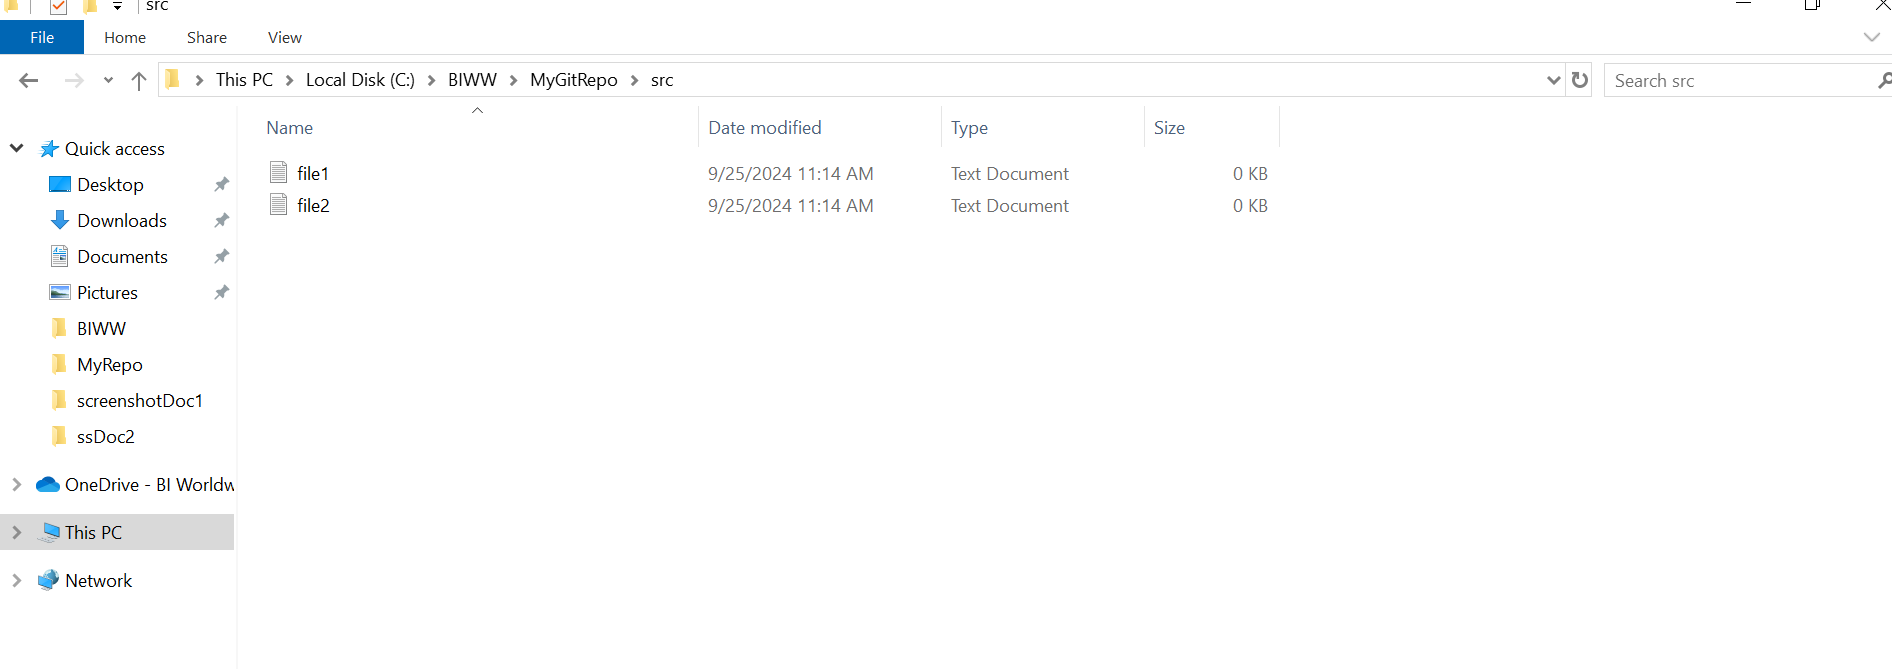 src
File Home Share View
This PC Local Disk (C:) BIWW MyGitRepo src
Search src
Name Date modified Type Size
Quick access
Desktop
Downloads
Documents
Pictures
BIWW
MyRepo
screenshotDoc1
ssDoc2
OneDrive - BI Worldw
This PC
Network
file1 9/25/2024 11:14 AM Text Document 0 KB
file2 9/25/2024 11:14 AM Text Document 0 KB